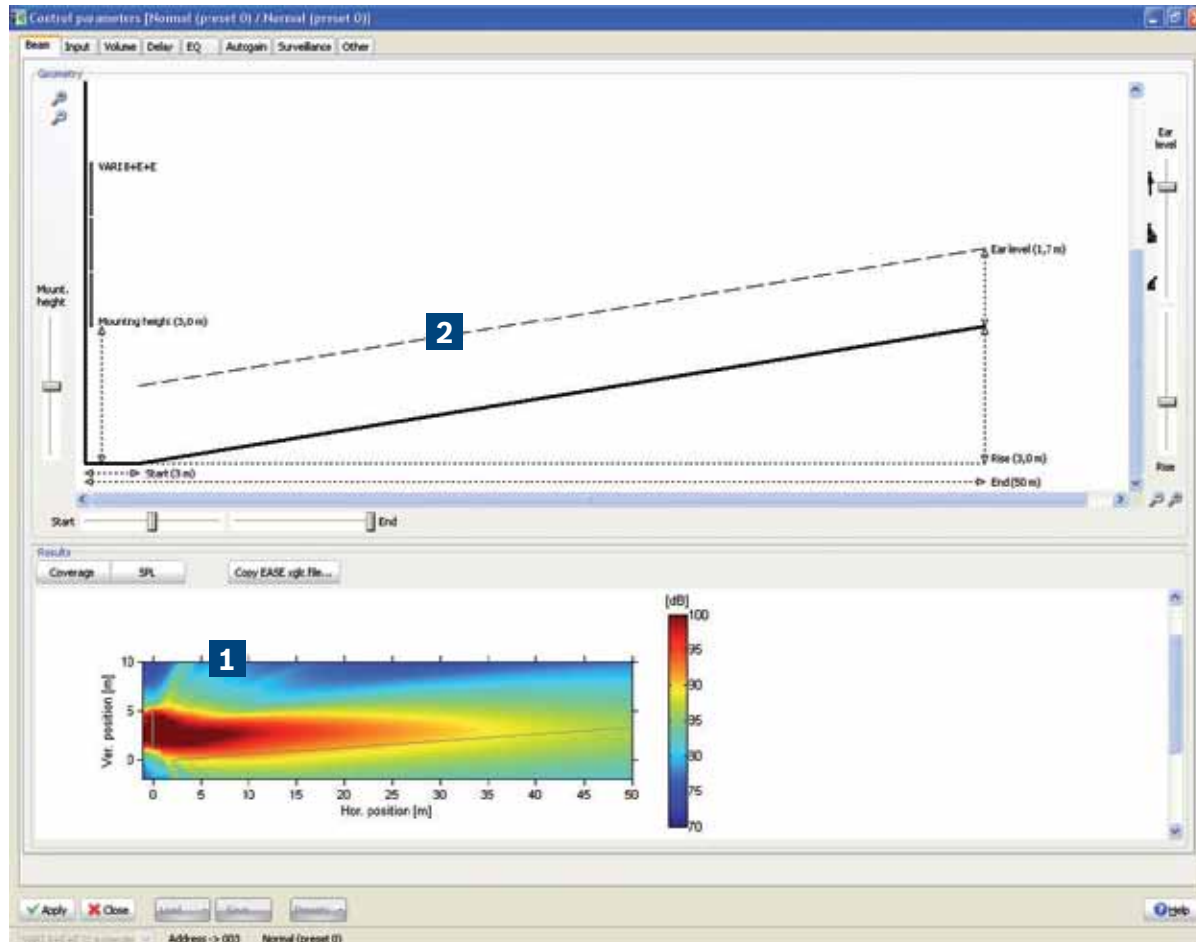 Control parameters [Normal (preset 0) / Normal (preset 0)]
Beam Input Volume Delay EQ Autogain Surveillance Other
Geometry
Ear level
VARI B+E+E
Ear level (1,7 m)
2
Mount. height
Mounting height (3,0 m)
Rise (3,0 m)
Start (3 m)
End (50 m)
Rise
Start
End
Results
Coverage SPL Copy EASE xglc file...
[dB]
100
95
90
85
80
75
70
1
10
5
0
Ver. position [m]
0 5 10 15 20 25 30 35 40 45 50
Hor. position [m]
Apply Close Load... Save... Presets Help
Address -> 003 Normal (preset 0)